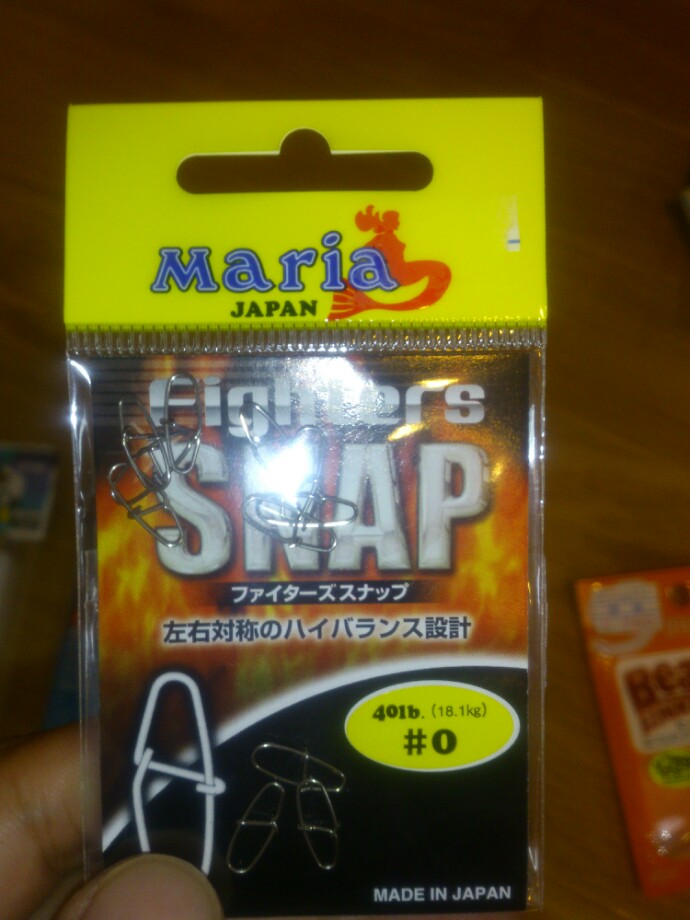 Maria
JAPAN
Fighters
SNAP
ファイターズスナップ
左右対称のハイバランス設計
40lb. (18.1kg)
#0
MADE IN JAPAN